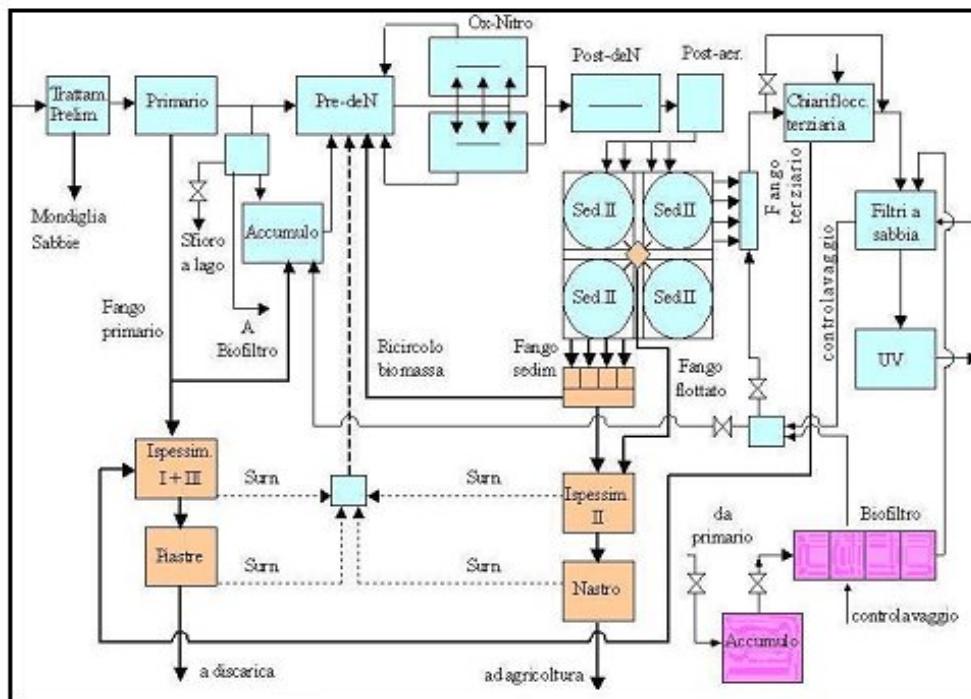 Ox-Nitro
Post-deN
Post-aer.
Trattam.
Prelim.
Primario
Pre-deN
Chiariflocc.
terziaria
Mondiglia
Sabbie
Sfioro
a lago
Accumulo
Sed.II
Sed.II
Sed.II
Sed.II
Fango
terziario
Filtri a
sabbia
controlavaggio
UV
Fango
primario
A
Biofiltro
Ricircolo
biomassa
Fango
sedim
Fango
flottato
Ispessim.
I + III
Surn.
Surn.
Ispessim.
II
da
primario
Biofiltro
Piastre
Surn.
Surn.
Nastro
Accumulo
controlavaggio
a discarica
ad agricoltura